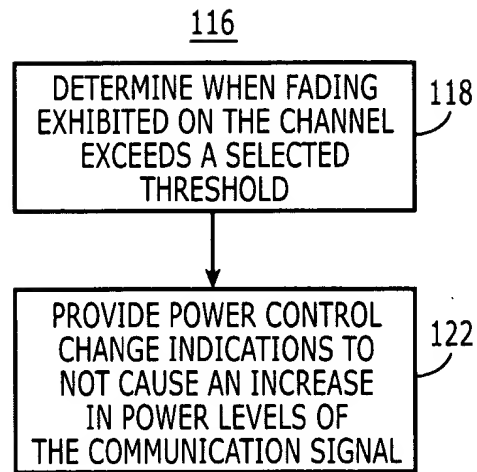 116
DETERMINE WHEN FADING
EXHIBITED ON THE CHANNEL
EXCEEDS A SELECTED
THRESHOLD
118
PROVIDE POWER CONTROL
CHANGE INDICATIONS TO
NOT CAUSE AN INCREASE
IN POWER LEVELS OF
THE COMMUNICATION SIGNAL
122